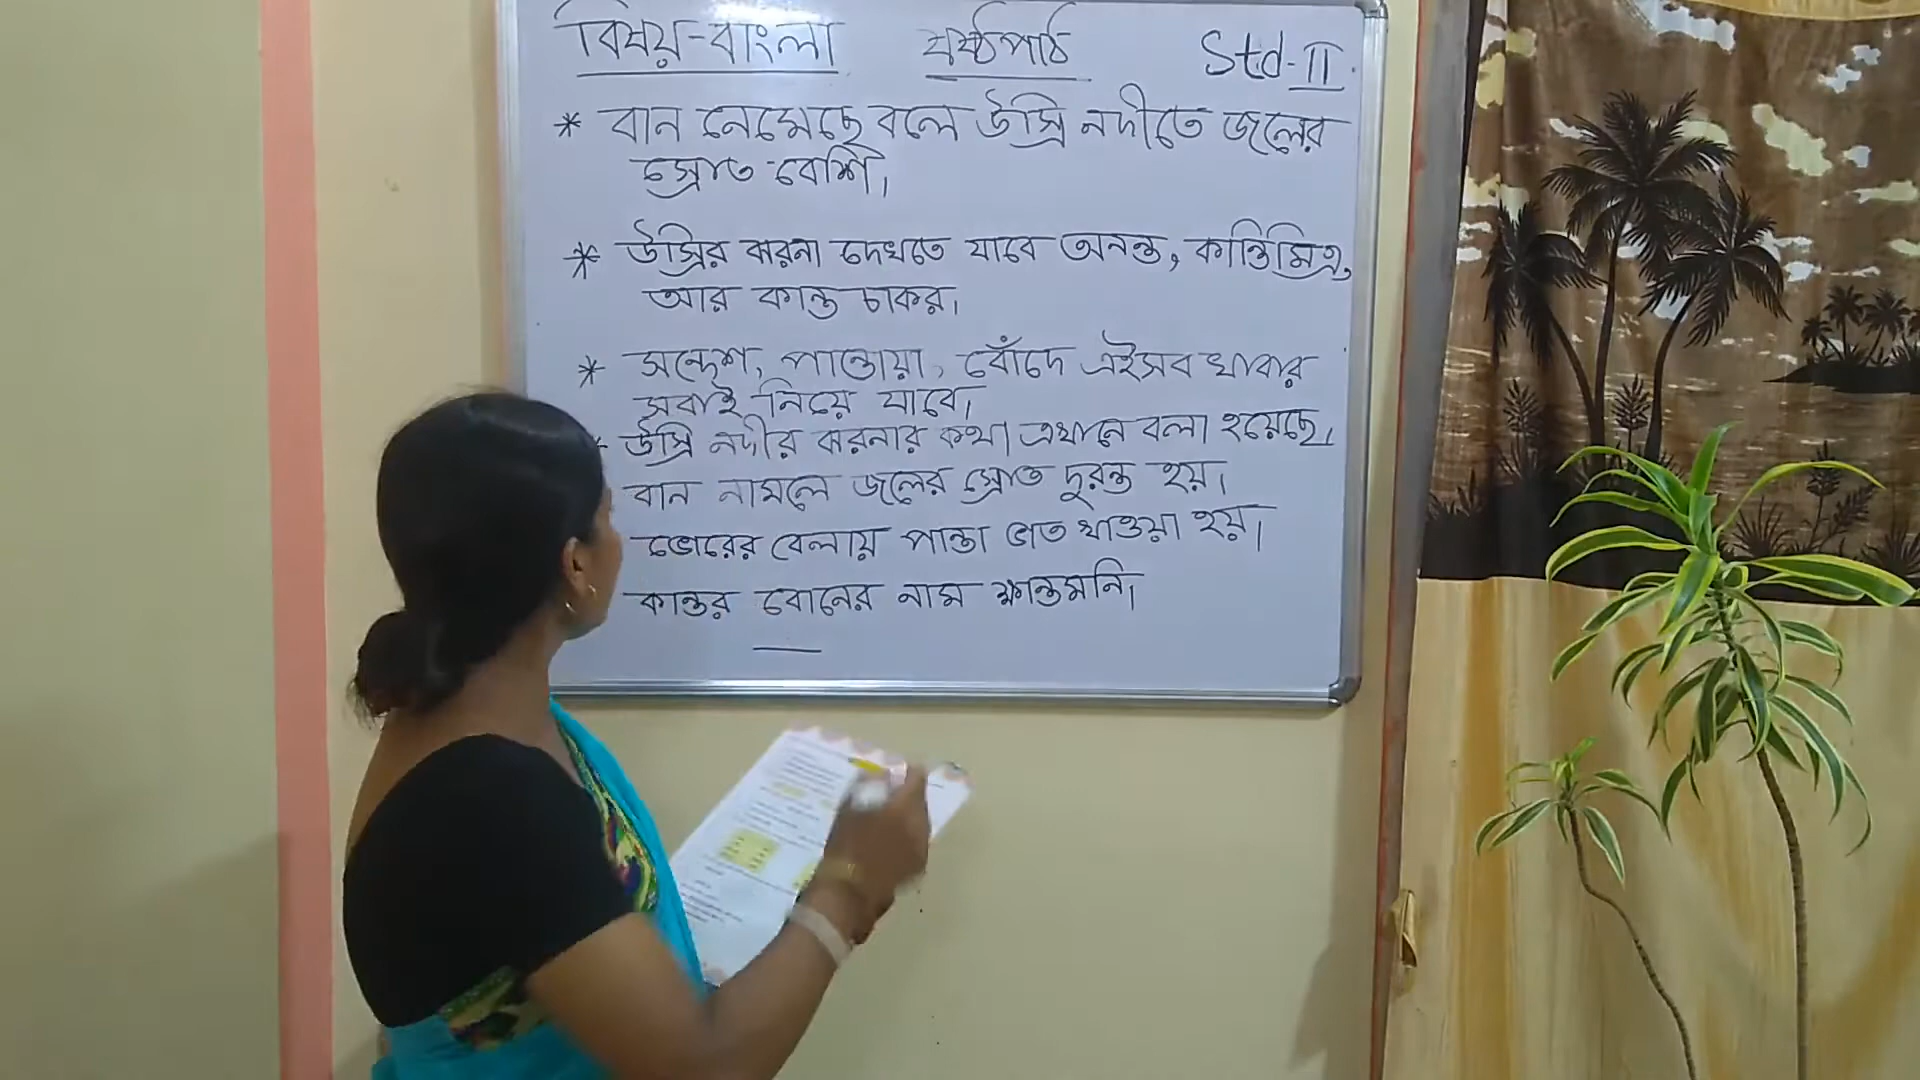 বিষয়-বাংলা ষষ্ঠপাঠ Std-II
* বান নেমেছে বলে উস্রি নদীতে জলের
স্রোত বেশি।
* উস্রির ঝরনা দেখতে যাবে অনন্ত, কান্তিমিত্র,
আর কান্ত চাকর।
* সন্দেশ, পান্তোয়া, বোঁদে এইসব খাবার
সবাই নিয়ে যাবে।
* উস্রি নদীর ঝরনার কথা এখানে বলা হয়েছে।
বান নামলে জলের স্রোত দুরন্ত হয়।
ভোরের বেলায় পান্তা ভাত খাওয়া হয়।
কান্তর বোনের নাম ক্ষান্তমনি।